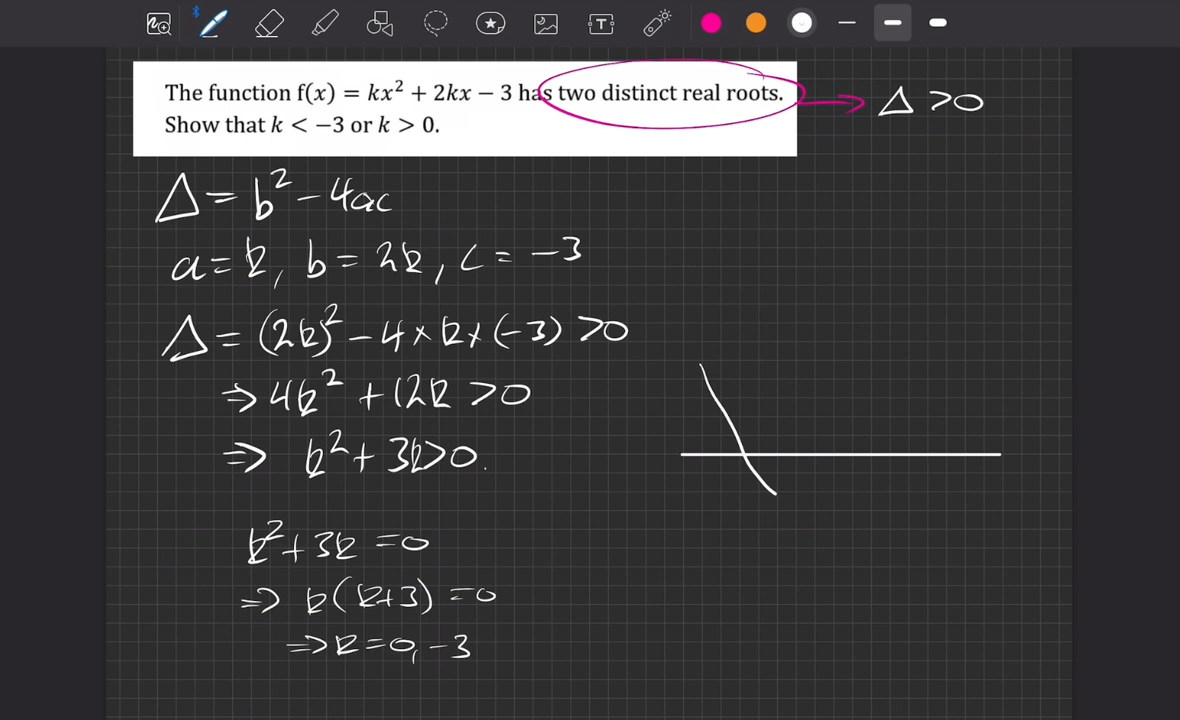 The function f(x) = kx² + 2kx − 3 has two distinct real roots.
Show that k < −3 or k > 0.
Δ > 0
Δ = b² − 4ac
a = k, b = 2k, c = −3
Δ = (2k)² − 4 × k × (−3) > 0
⇒ 4k² + 12k > 0
⇒ k² + 3k > 0.
k² + 3k = 0
⇒ k(k+3) = 0
⇒ k = 0, −3